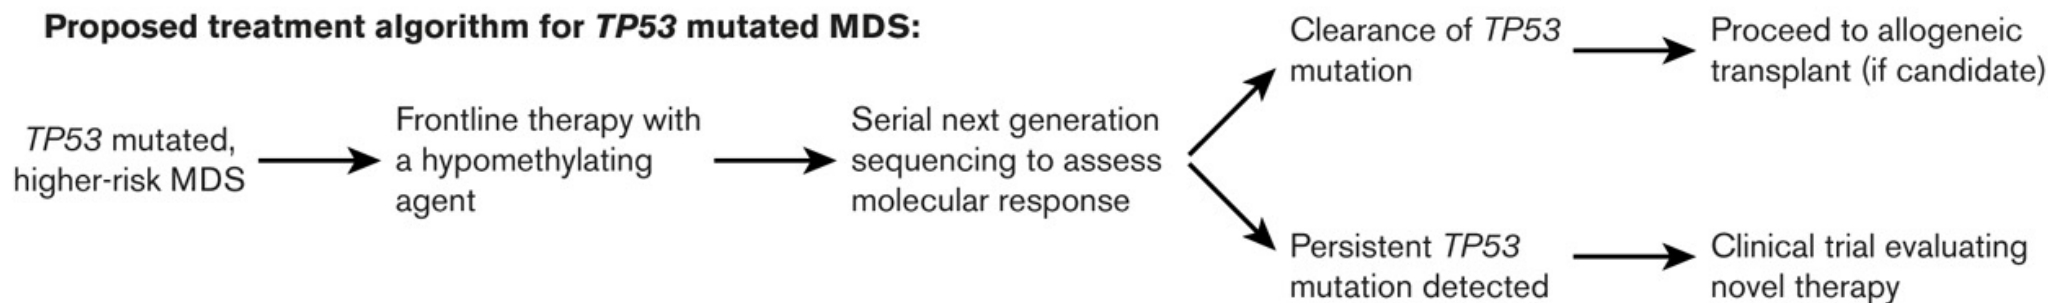 Proposed treatment algorithm for TP53 mutated MDS:
TP53 mutated,
higher-risk MDS
Frontline therapy with
a hypomethylating
agent
Serial next generation
sequencing to assess
molecular response
Clearance of TP53
mutation
Proceed to allogeneic
transplant (if candidate)
Persistent TP53
mutation detected
Clinical trial evaluating
novel therapy